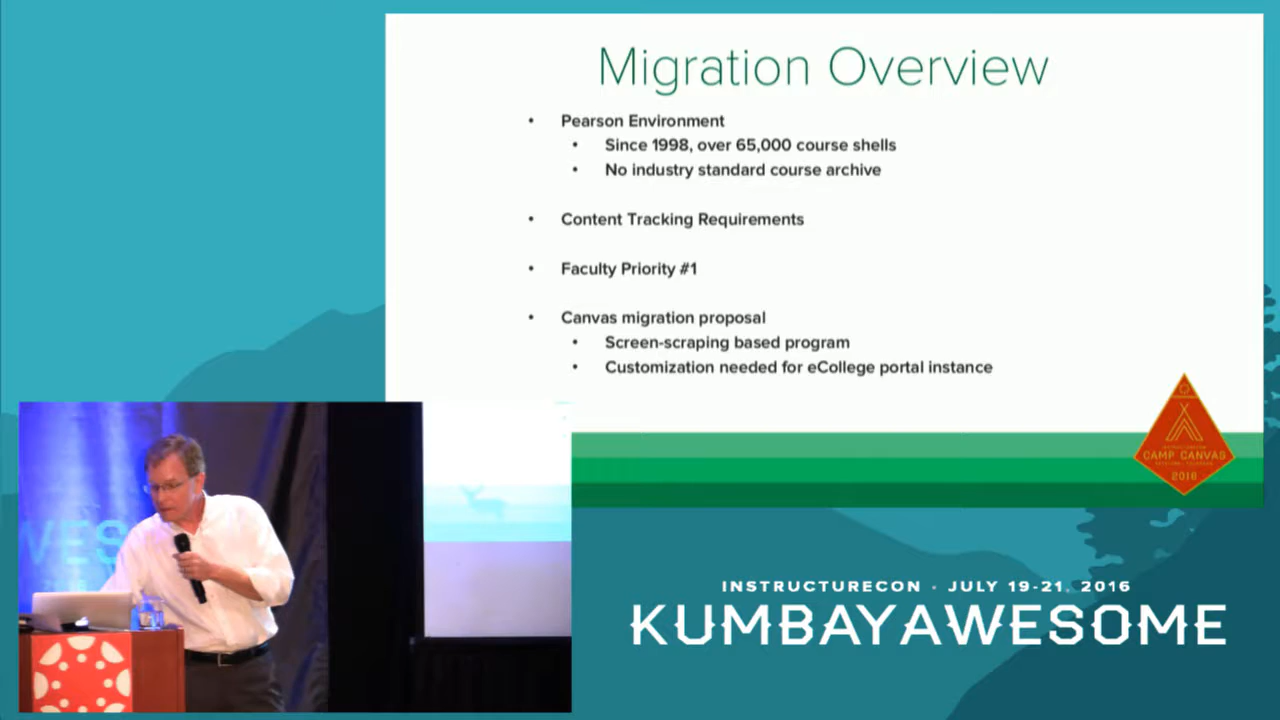 Migration Overview
• Pearson Environment
• Since 1998, over 65,000 course shells
• No industry standard course archive
• Content Tracking Requirements
• Faculty Priority #1
• Canvas migration proposal
• Screen-scraping based program
• Customization needed for eCollege portal instance
CAMP CANVAS
2016
WES
INSTRUCTURECON · JULY 19-21, 2016
KUMBAYAWESOME